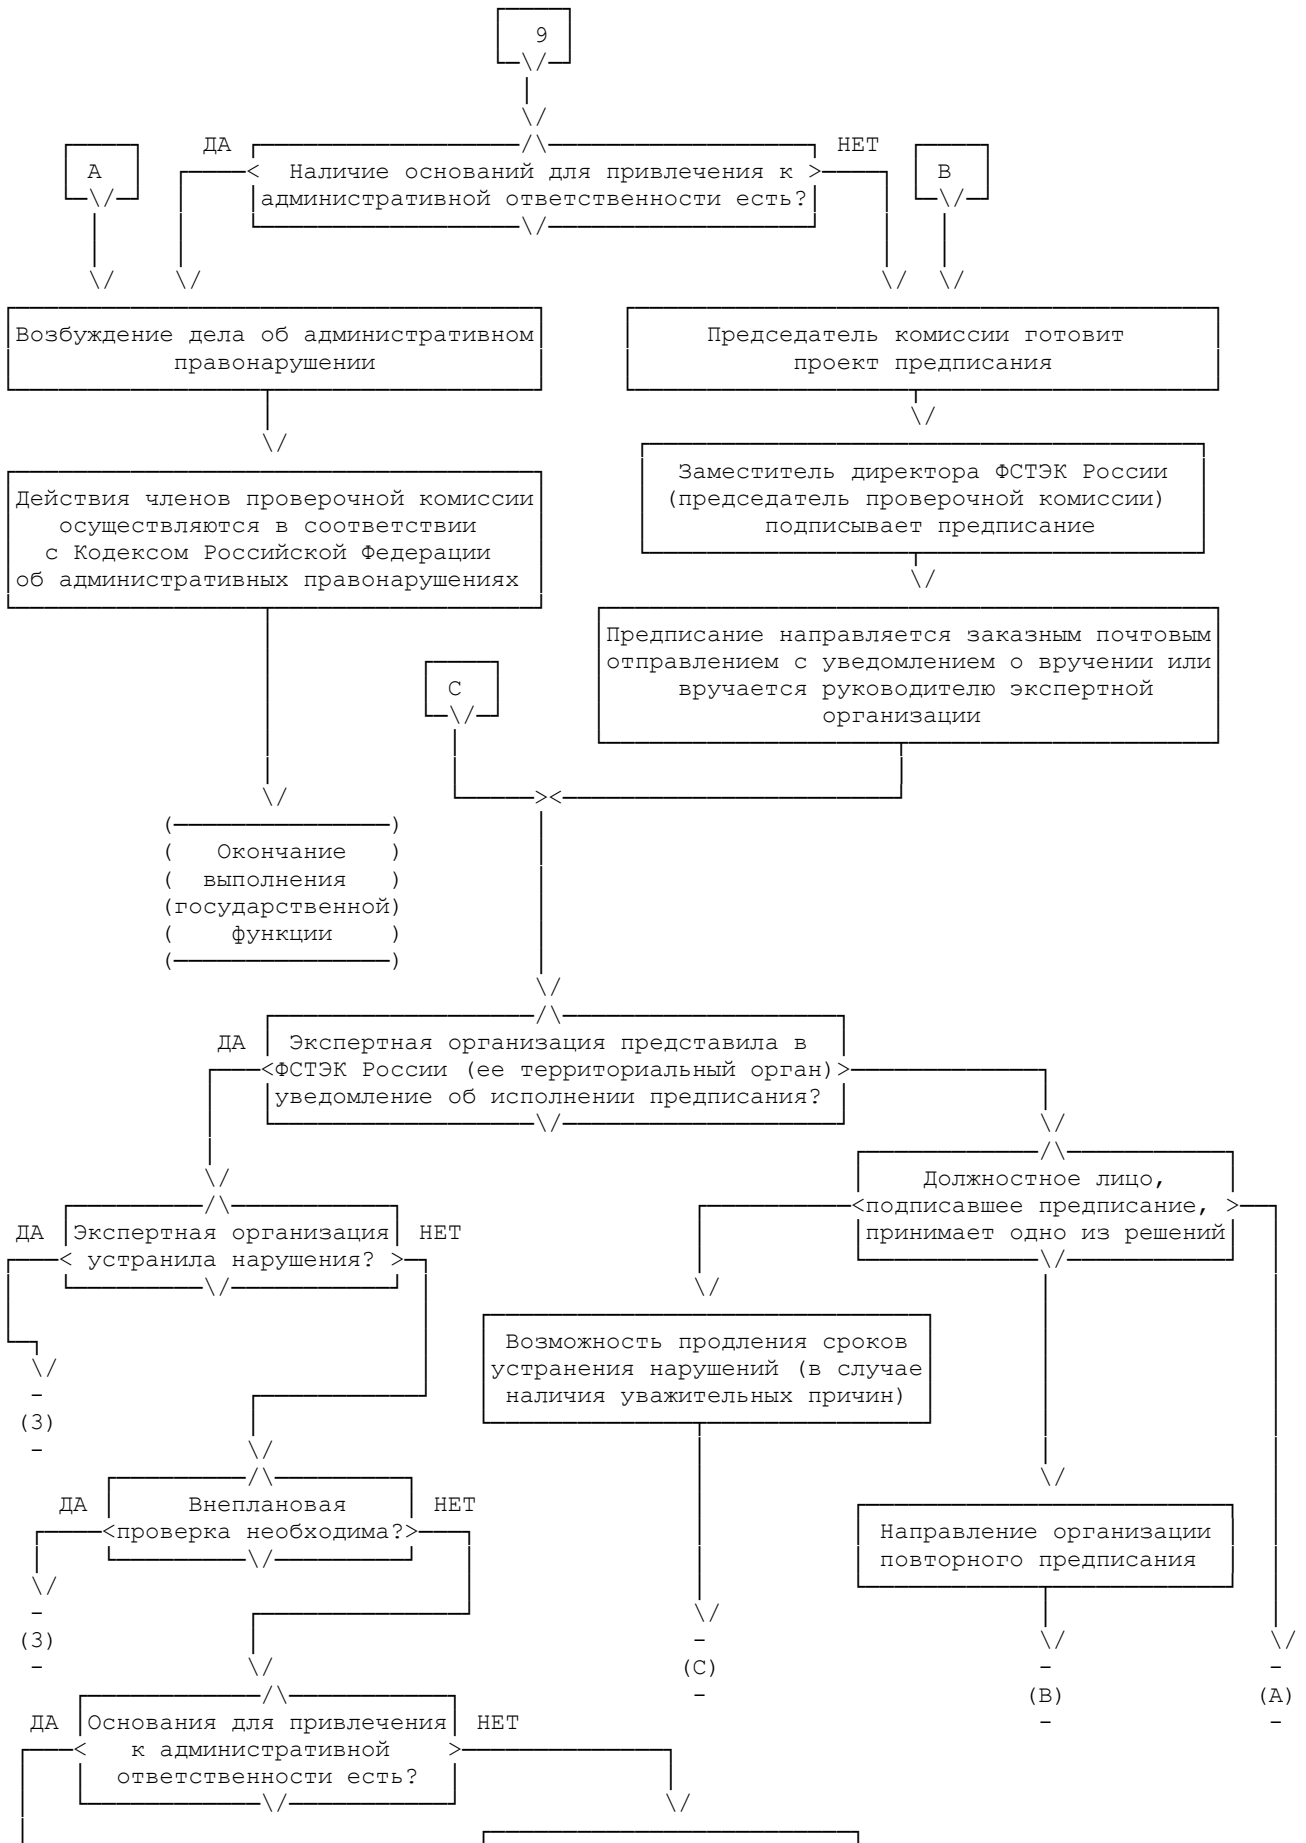 9
ДА
НЕТ
A
Наличие оснований для привлечения к
административной ответственности есть?
B
Возбуждение дела об административном
правонарушении
Председатель комиссии готовит
проект предписания
Действия членов проверочной комиссии
осуществляются в соответствии
с Кодексом Российской Федерации
об административных правонарушениях
Заместитель директора ФСТЭК России
(председатель проверочной комиссии)
подписывает предписание
Предписание направляется заказным почтовым
отправлением с уведомлением о вручении или
вручается руководителю экспертной
организации
C
Окончание
выполнения
государственной
функции
ДА
Экспертная организация представила в
ФСТЭК России (ее территориальный орган)
уведомление об исполнении предписания?
Должностное лицо,
подписавшее предписание,
принимает одно из решений
ДА
Экспертная организация
устранила нарушения?
НЕТ
Возможность продления сроков
устранения нарушений (в случае
наличия уважительных причин)
(3)
ДА
Внеплановая
проверка необходима?
НЕТ
Направление организации
повторного предписания
(3)
(C)
(B)
(A)
ДА
Основания для привлечения
к административной
ответственности есть?
НЕТ